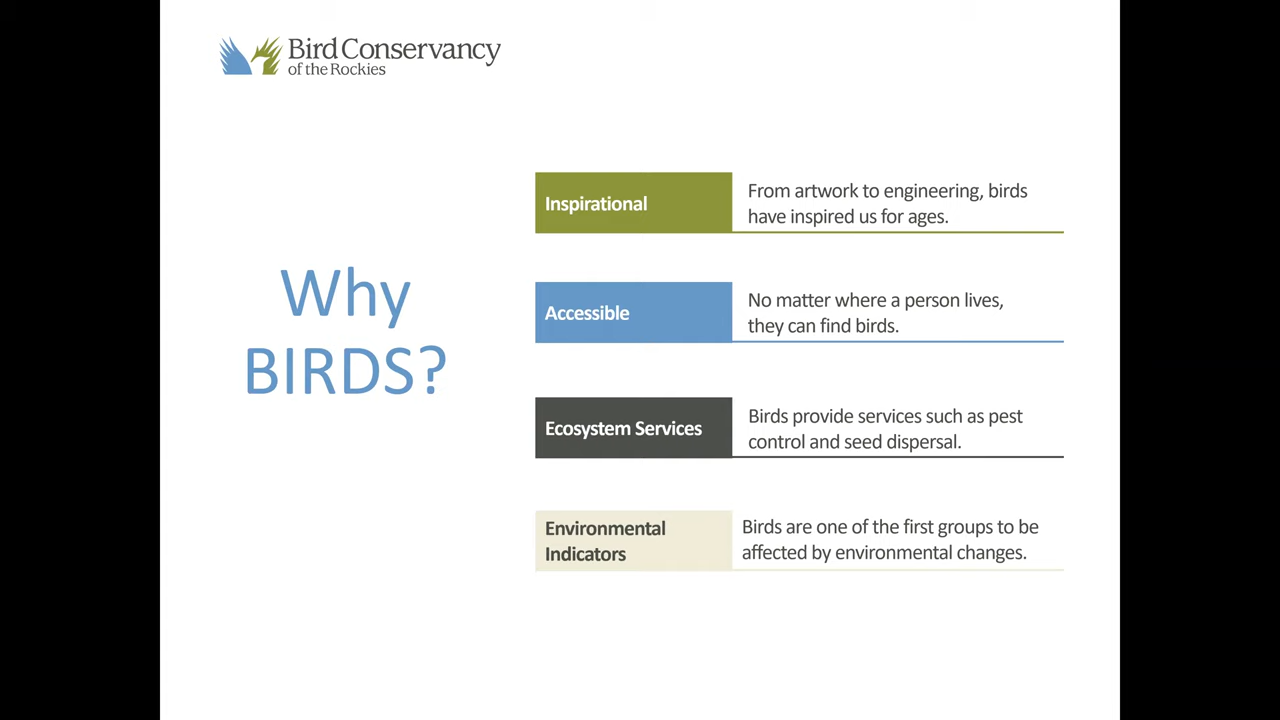 Bird Conservancy
of the Rockies
Why
BIRDS?
Inspirational
From artwork to engineering, birds
have inspired us for ages.
Accessible
No matter where a person lives,
they can find birds.
Ecosystem Services
Birds provide services such as pest
control and seed dispersal.
Environmental
Indicators
Birds are one of the first groups to be
affected by environmental changes.